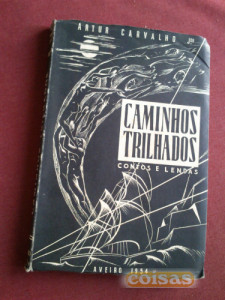 ARTUR CARVALHO
CAMINHOS
TRILHADOS
CONTOS E LENDAS
AVEIRO 1954
coisas